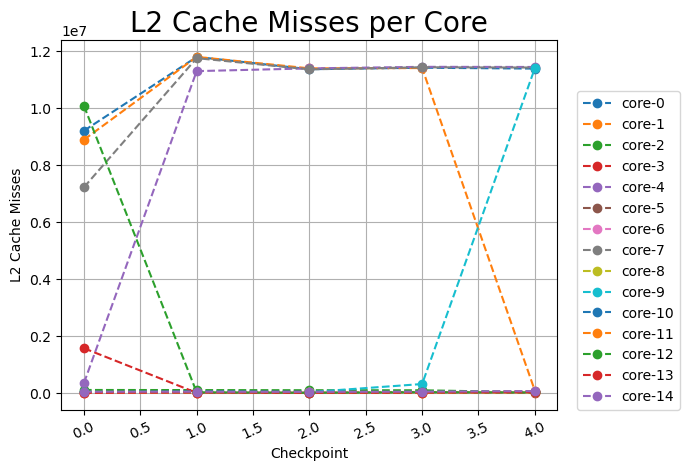 L2 Cache Misses per Core
1e7
1.2
1.0
0.8
0.6
0.4
0.2
0.0
L2 Cache Misses
0.0 0.5 1.0 1.5 2.0 2.5 3.0 3.5 4.0
Checkpoint
core-0
core-1
core-2
core-3
core-4
core-5
core-6
core-7
core-8
core-9
core-10
core-11
core-12
core-13
core-14